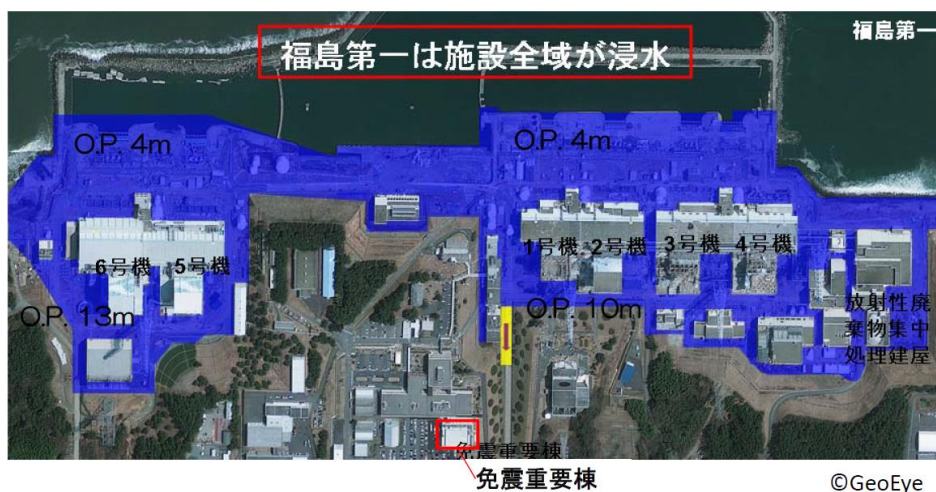 福島第一
福島第一は施設全域が浸水
O.P. 4m
O.P. 4m
1号機 2号機 3号機 4号機
6号機 5号機
O.P. 13m
O.P. 10m
放射性廃
棄物集中
処理建屋
免震重要棟
免震重要棟
©GeoEye